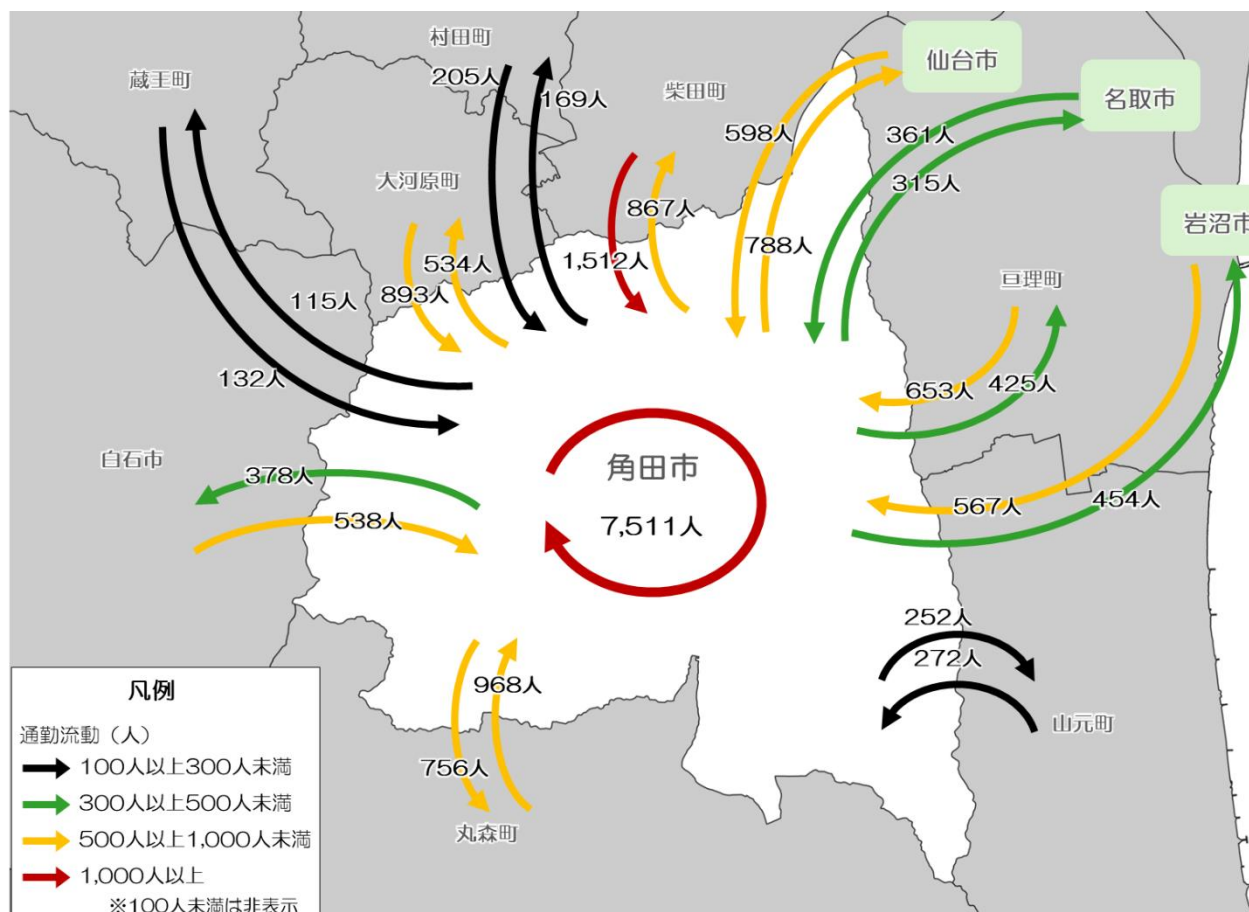 村田町
205人
169人
蔵王町
柴田町
仙台市
名取市
598人
361人
315人
大河原町
867人
788人
岩沼市
534人
1,512人
893人
亘理町
115人
132人
653人
425人
白石市
378人
538人
角田市
7,511人
567人
454人
252人
272人
968人
756人
山元町
丸森町
凡例
通勤流動（人）
100人以上300人未満
300人以上500人未満
500人以上1,000人未満
1,000人以上
※100人未満は非表示